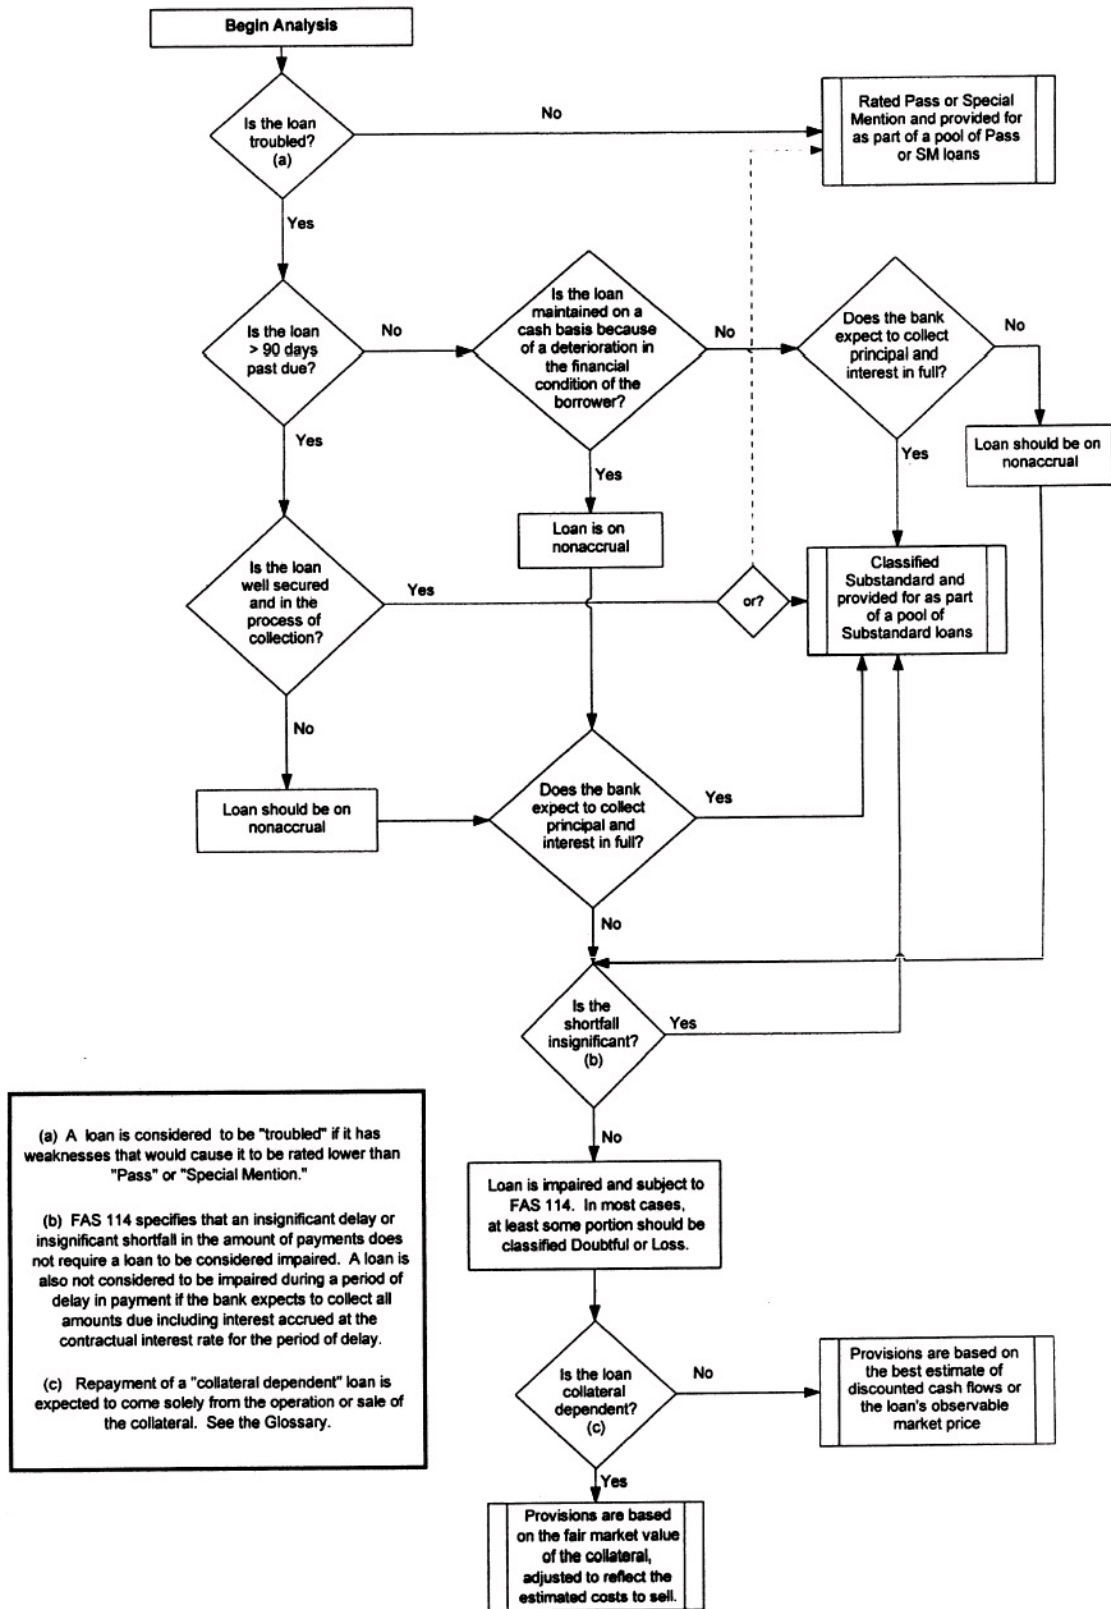 Begin Analysis
Is the loan
troubled?
(a)
No
Rated Pass or Special
Mention and provided for
as part of a pool of Pass
or SM loans
Yes
Is the loan
> 90 days
past due?
No
Is the loan
maintained on a
cash basis because
of a deterioration in
the financial
condition of the
borrower?
No
Does the bank
expect to collect
principal and
interest in full?
No
Loan should be on
nonaccrual
Yes
Yes
Yes
Loan is on
nonaccrual
Is the loan
well secured
and in the
process of
collection?
Yes
or?
Classified
Substandard and
provided for as part
of a pool of
Substandard loans
No
Loan should be on
nonaccrual
Does the bank
expect to collect
principal and
interest in full?
Yes
No
Is the
shortfall
insignificant?
(b)
Yes
No
Loan is impaired and subject to
FAS 114. In most cases,
at least some portion should be
classified Doubtful or Loss.
Is the loan
collateral
dependent?
(c)
No
Provisions are based on
the best estimate of
discounted cash flows or
the loan's observable
market price
Yes
Provisions are based
on the fair market value
of the collateral,
adjusted to reflect the
estimated costs to sell.
(a) A loan is considered to be "troubled" if it has
weaknesses that would cause it to be rated lower than
"Pass" or "Special Mention."
(b) FAS 114 specifies that an insignificant delay or
insignificant shortfall in the amount of payments does
not require a loan to be considered impaired. A loan is
also not considered to be impaired during a period of
delay in payment if the bank expects to collect all
amounts due including interest accrued at the
contractual interest rate for the period of delay.
(c) Repayment of a "collateral dependent" loan is
expected to come solely from the operation or sale of
the collateral. See the Glossary.